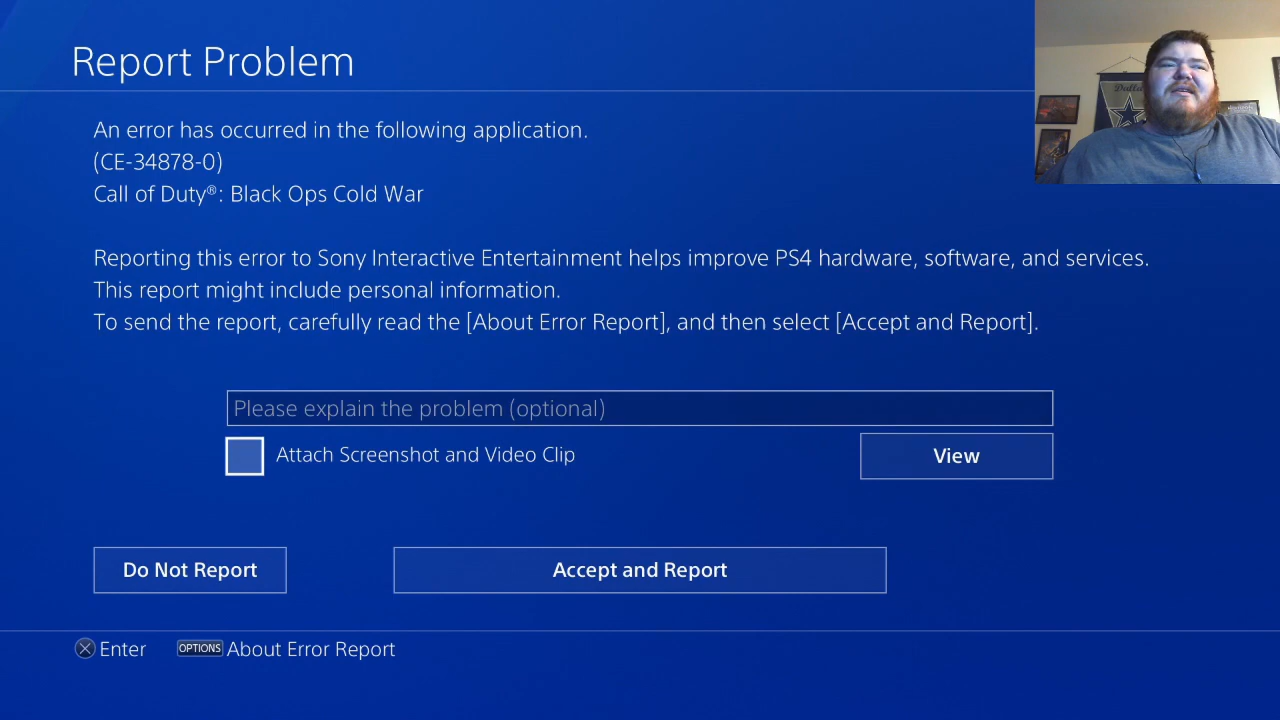 Report Problem
An error has occurred in the following application.
(CE-34878-0)
Call of Duty®: Black Ops Cold War
Reporting this error to Sony Interactive Entertainment helps improve PS4 hardware, software, and services.
This report might include personal information.
To send the report, carefully read the [About Error Report], and then select [Accept and Report].
Please explain the problem (optional)
Attach Screenshot and Video Clip
View
Do Not Report
Accept and Report
Enter
OPTIONS About Error Report